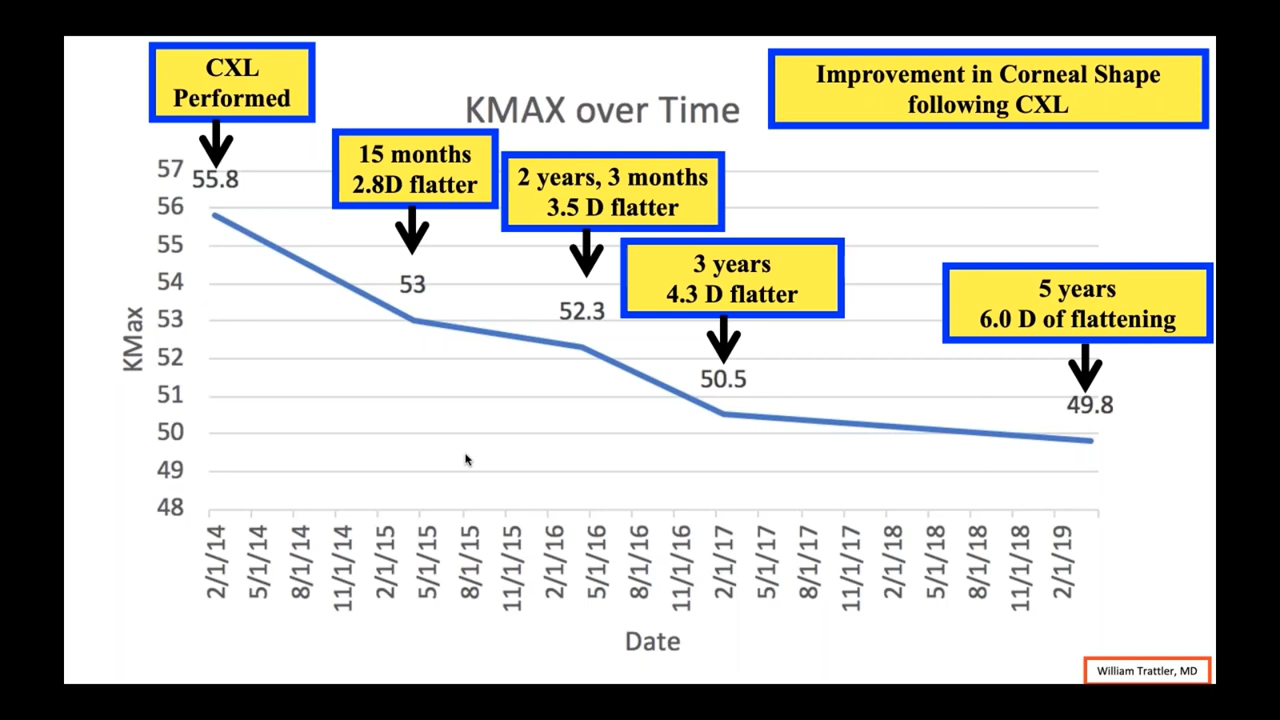 CXL
Performed
KMAX over Time
Improvement in Corneal Shape
following CXL
15 months
2.8D flatter
2 years, 3 months
3.5 D flatter
3 years
4.3 D flatter
5 years
6.0 D of flattening
55.8
53
52.3
50.5
49.8
KMax
57
56
55
54
53
52
51
50
49
48
2/1/14
5/1/14
8/1/14
11/1/14
2/1/15
5/1/15
8/1/15
11/1/15
2/1/16
5/1/16
8/1/16
11/1/16
2/1/17
5/1/17
8/1/17
11/1/17
2/1/18
5/1/18
8/1/18
11/1/18
2/1/19
Date
William Trattler, MD